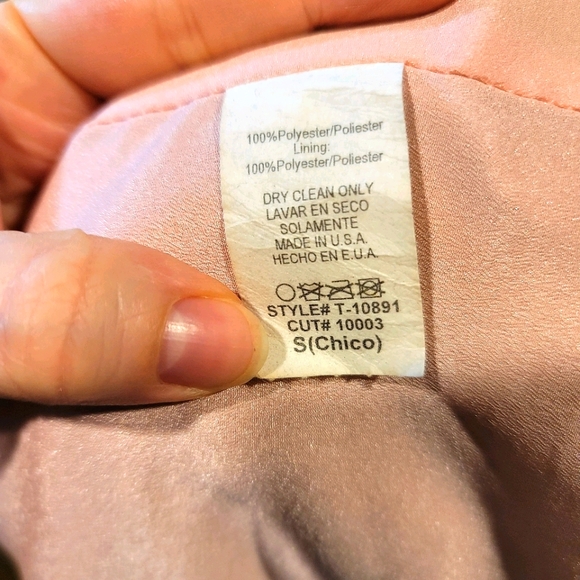 100%Polyester/Poliester
Lining:
100%Polyester/Poliester
DRY CLEAN ONLY
LAVAR EN SECO
SOLAMENTE
MADE IN U.S.A.
HECHO EN E.U.A.
STYLE# T-10891
CUT# 10003
S(Chico)